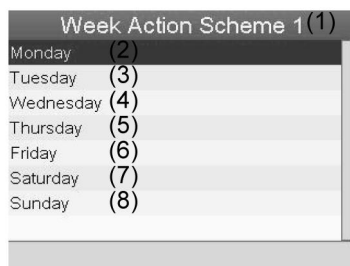 Week Action Scheme 1 (1)
Monday (2)
Tuesday (3)
Wednesday (4)
Thursday (5)
Friday (6)
Saturday (7)
Sunday (8)